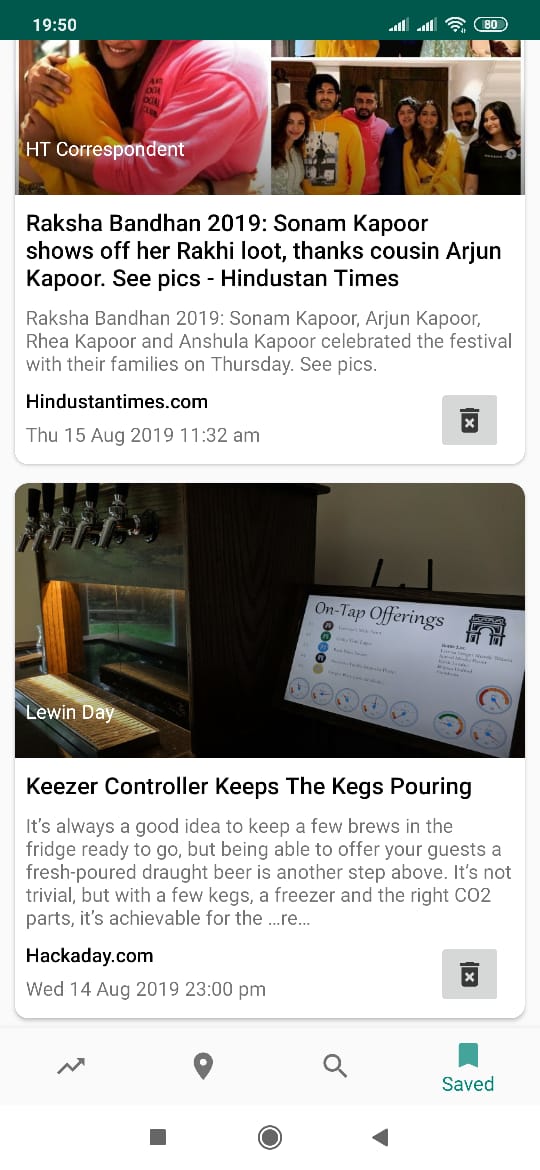 19:50
80
HT Correspondent
Raksha Bandhan 2019: Sonam Kapoor
shows off her Rakhi loot, thanks cousin Arjun
Kapoor. See pics - Hindustan Times
Raksha Bandhan 2019: Sonam Kapoor, Arjun Kapoor,
Rhea Kapoor and Anshula Kapoor celebrated the festival
with their families on Thursday. See pics.
Hindustantimes.com
Thu 15 Aug 2019 11:32 am
On-Tap Offerings
Lewin Day
Keezer Controller Keeps The Kegs Pouring
It’s always a good idea to keep a few brews in the
fridge ready to go, but being able to offer your guests a
fresh-poured draught beer is another step above. It’s not
trivial, but with a few kegs, a freezer and the right CO2
parts, it’s achievable for the …re…
Hackaday.com
Wed 14 Aug 2019 23:00 pm
Saved